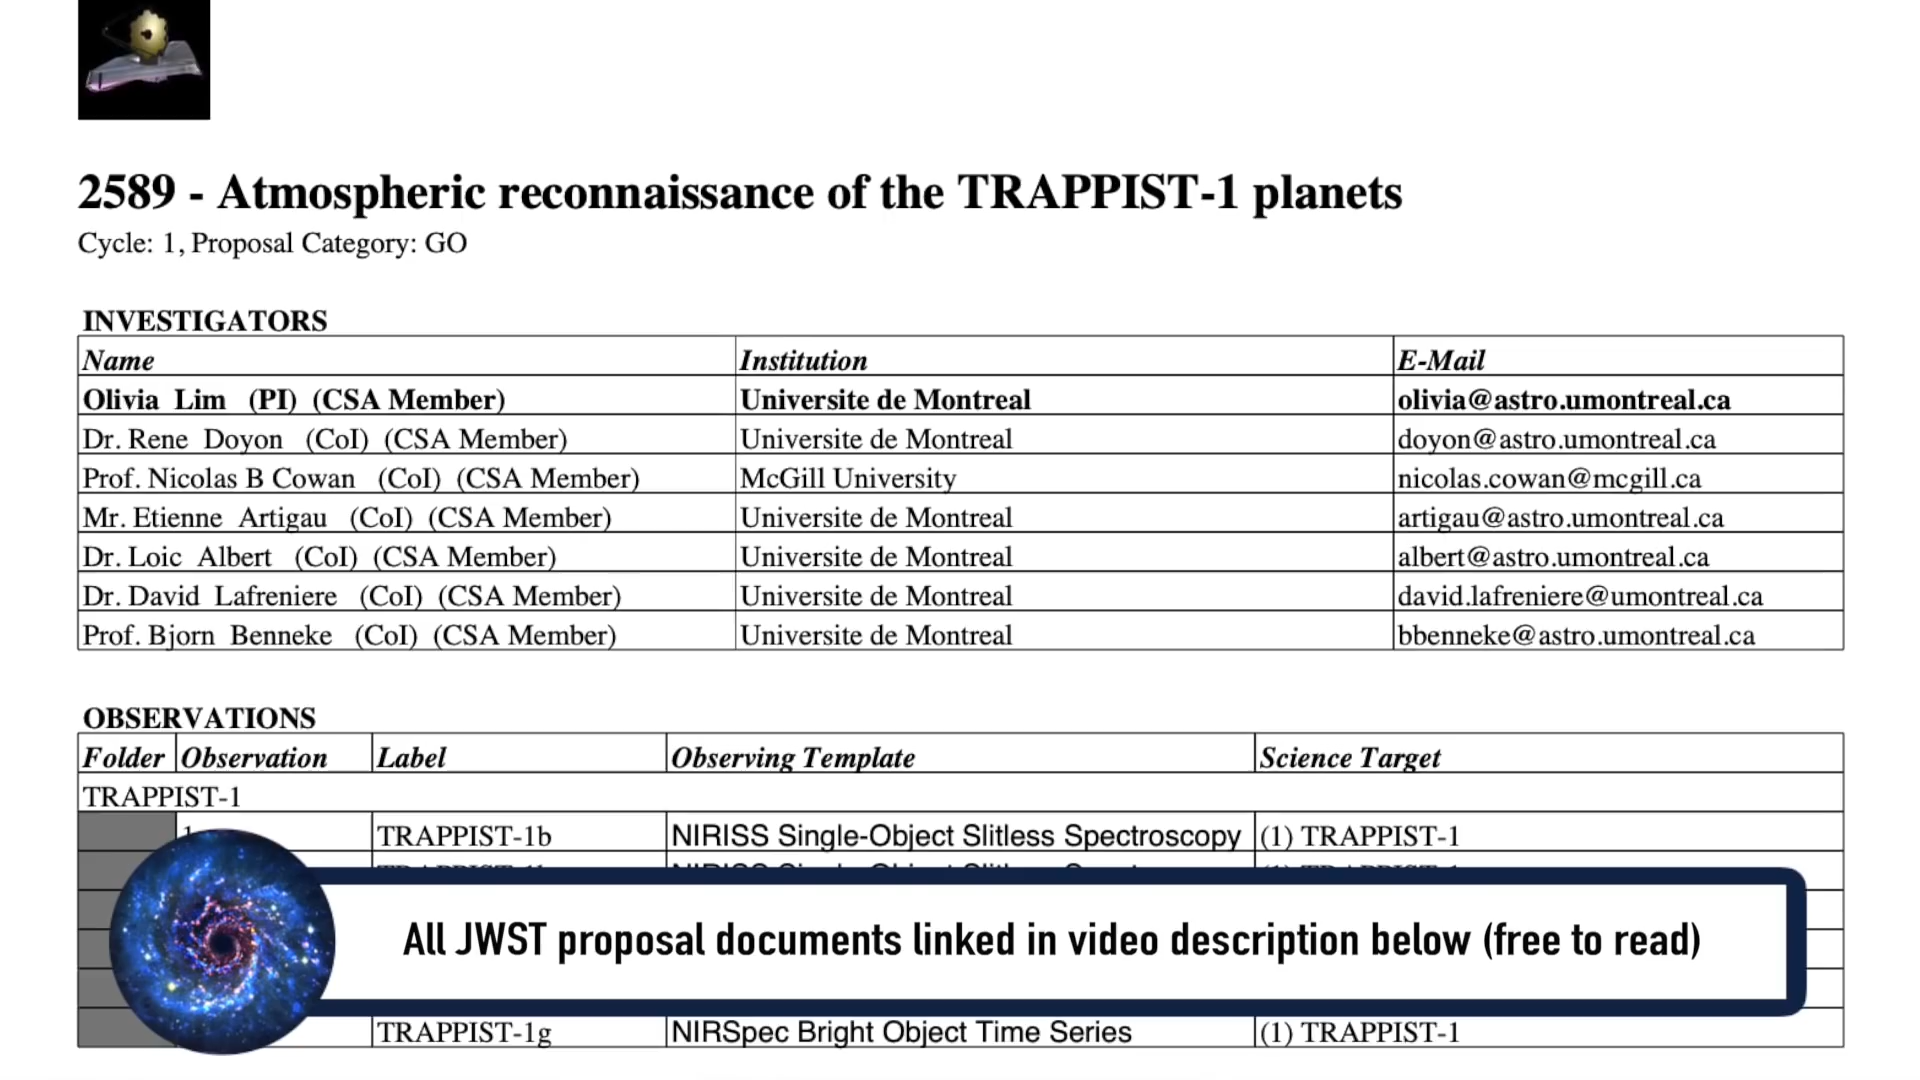 2589 - Atmospheric reconnaissance of the TRAPPIST-1 planets
Cycle: 1, Proposal Category: GO
INVESTIGATORS
Name Institution E-Mail
Olivia Lim (PI) (CSA Member) Universite de Montreal olivia@astro.umontreal.ca
Dr. Rene Doyon (CoI) (CSA Member) Universite de Montreal doyon@astro.umontreal.ca
Prof. Nicolas B Cowan (CoI) (CSA Member) McGill University nicolas.cowan@mcgill.ca
Mr. Etienne Artigau (CoI) (CSA Member) Universite de Montreal artigau@astro.umontreal.ca
Dr. Loic Albert (CoI) (CSA Member) Universite de Montreal albert@astro.umontreal.ca
Dr. David Lafreniere (CoI) (CSA Member) Universite de Montreal david.lafreniere@umontreal.ca
Prof. Bjorn Benneke (CoI) (CSA Member) Universite de Montreal bbenneke@astro.umontreal.ca
OBSERVATIONS
Folder Observation Label Observing Template Science Target
TRAPPIST-1
TRAPPIST-1b NIRISS Single-Object Slitless Spectroscopy (1) TRAPPIST-1
All JWST proposal documents linked in video description below (free to read)
TRAPPIST-1g NIRSpec Bright Object Time Series (1) TRAPPIST-1